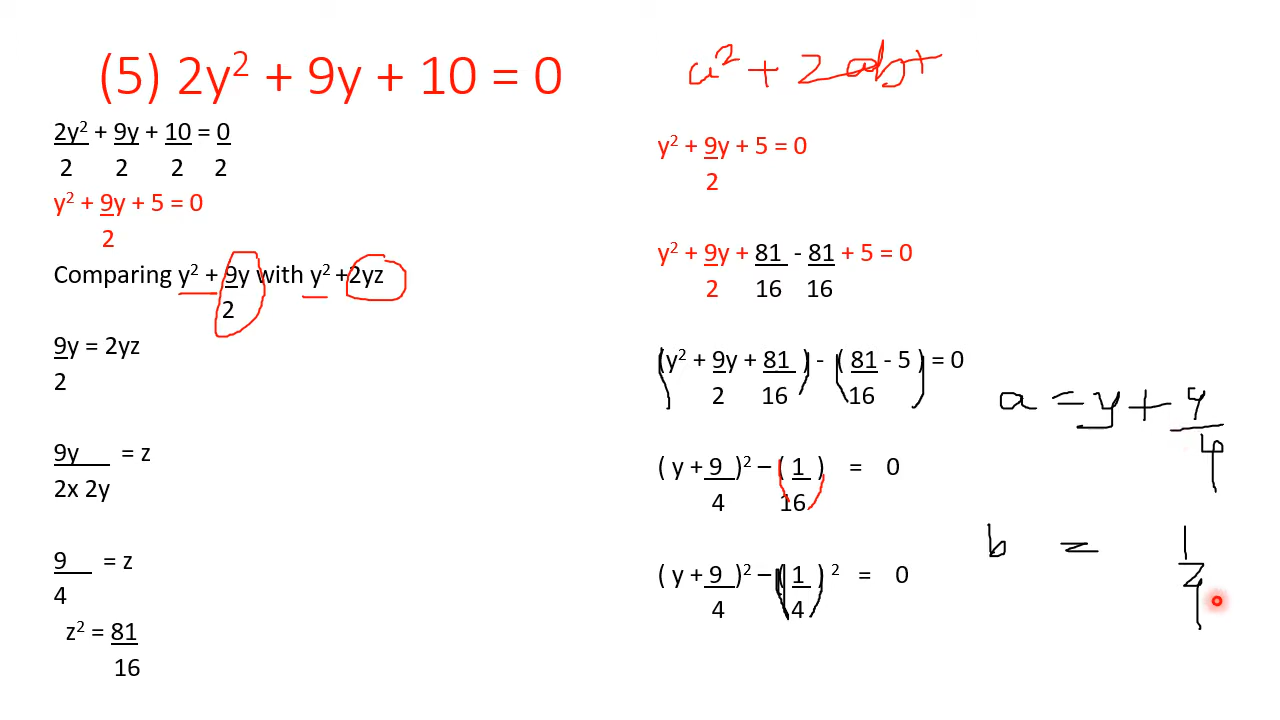 (5) 2y² + 9y + 10 = 0
2y² + 9y + 10 = 0
2 2 2 2
y² + 9y + 5 = 0
2
Comparing y² + 9y with y² +2yz
2
9y = 2yz
2
9y = z
2x 2y
9 = z
4
z² = 81
16
a² + 2ab+
y² + 9y + 5 = 0
2
y² + 9y + 81 - 81 + 5 = 0
2 16 16
(y² + 9y + 81 ) - ( 81 - 5 ) = 0
2 16 16
( y + 9 )² – ( 1 ) = 0
4 16
( y + 9 )² – ( 1 ) ² = 0
4 4
a = y + 9
4
b = 1
4